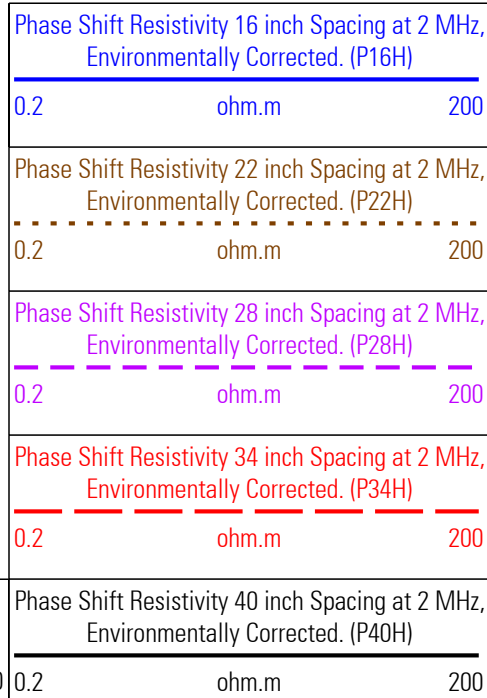 Phase Shift Resistivity 16 inch Spacing at 2 MHz,
Environmentally Corrected. (P16H)
0.2 ohm.m 200
Phase Shift Resistivity 22 inch Spacing at 2 MHz,
Environmentally Corrected. (P22H)
0.2 ohm.m 200
Phase Shift Resistivity 28 inch Spacing at 2 MHz,
Environmentally Corrected. (P28H)
0.2 ohm.m 200
Phase Shift Resistivity 34 inch Spacing at 2 MHz,
Environmentally Corrected. (P34H)
0.2 ohm.m 200
Phase Shift Resistivity 40 inch Spacing at 2 MHz,
Environmentally Corrected. (P40H)
0.2 ohm.m 200